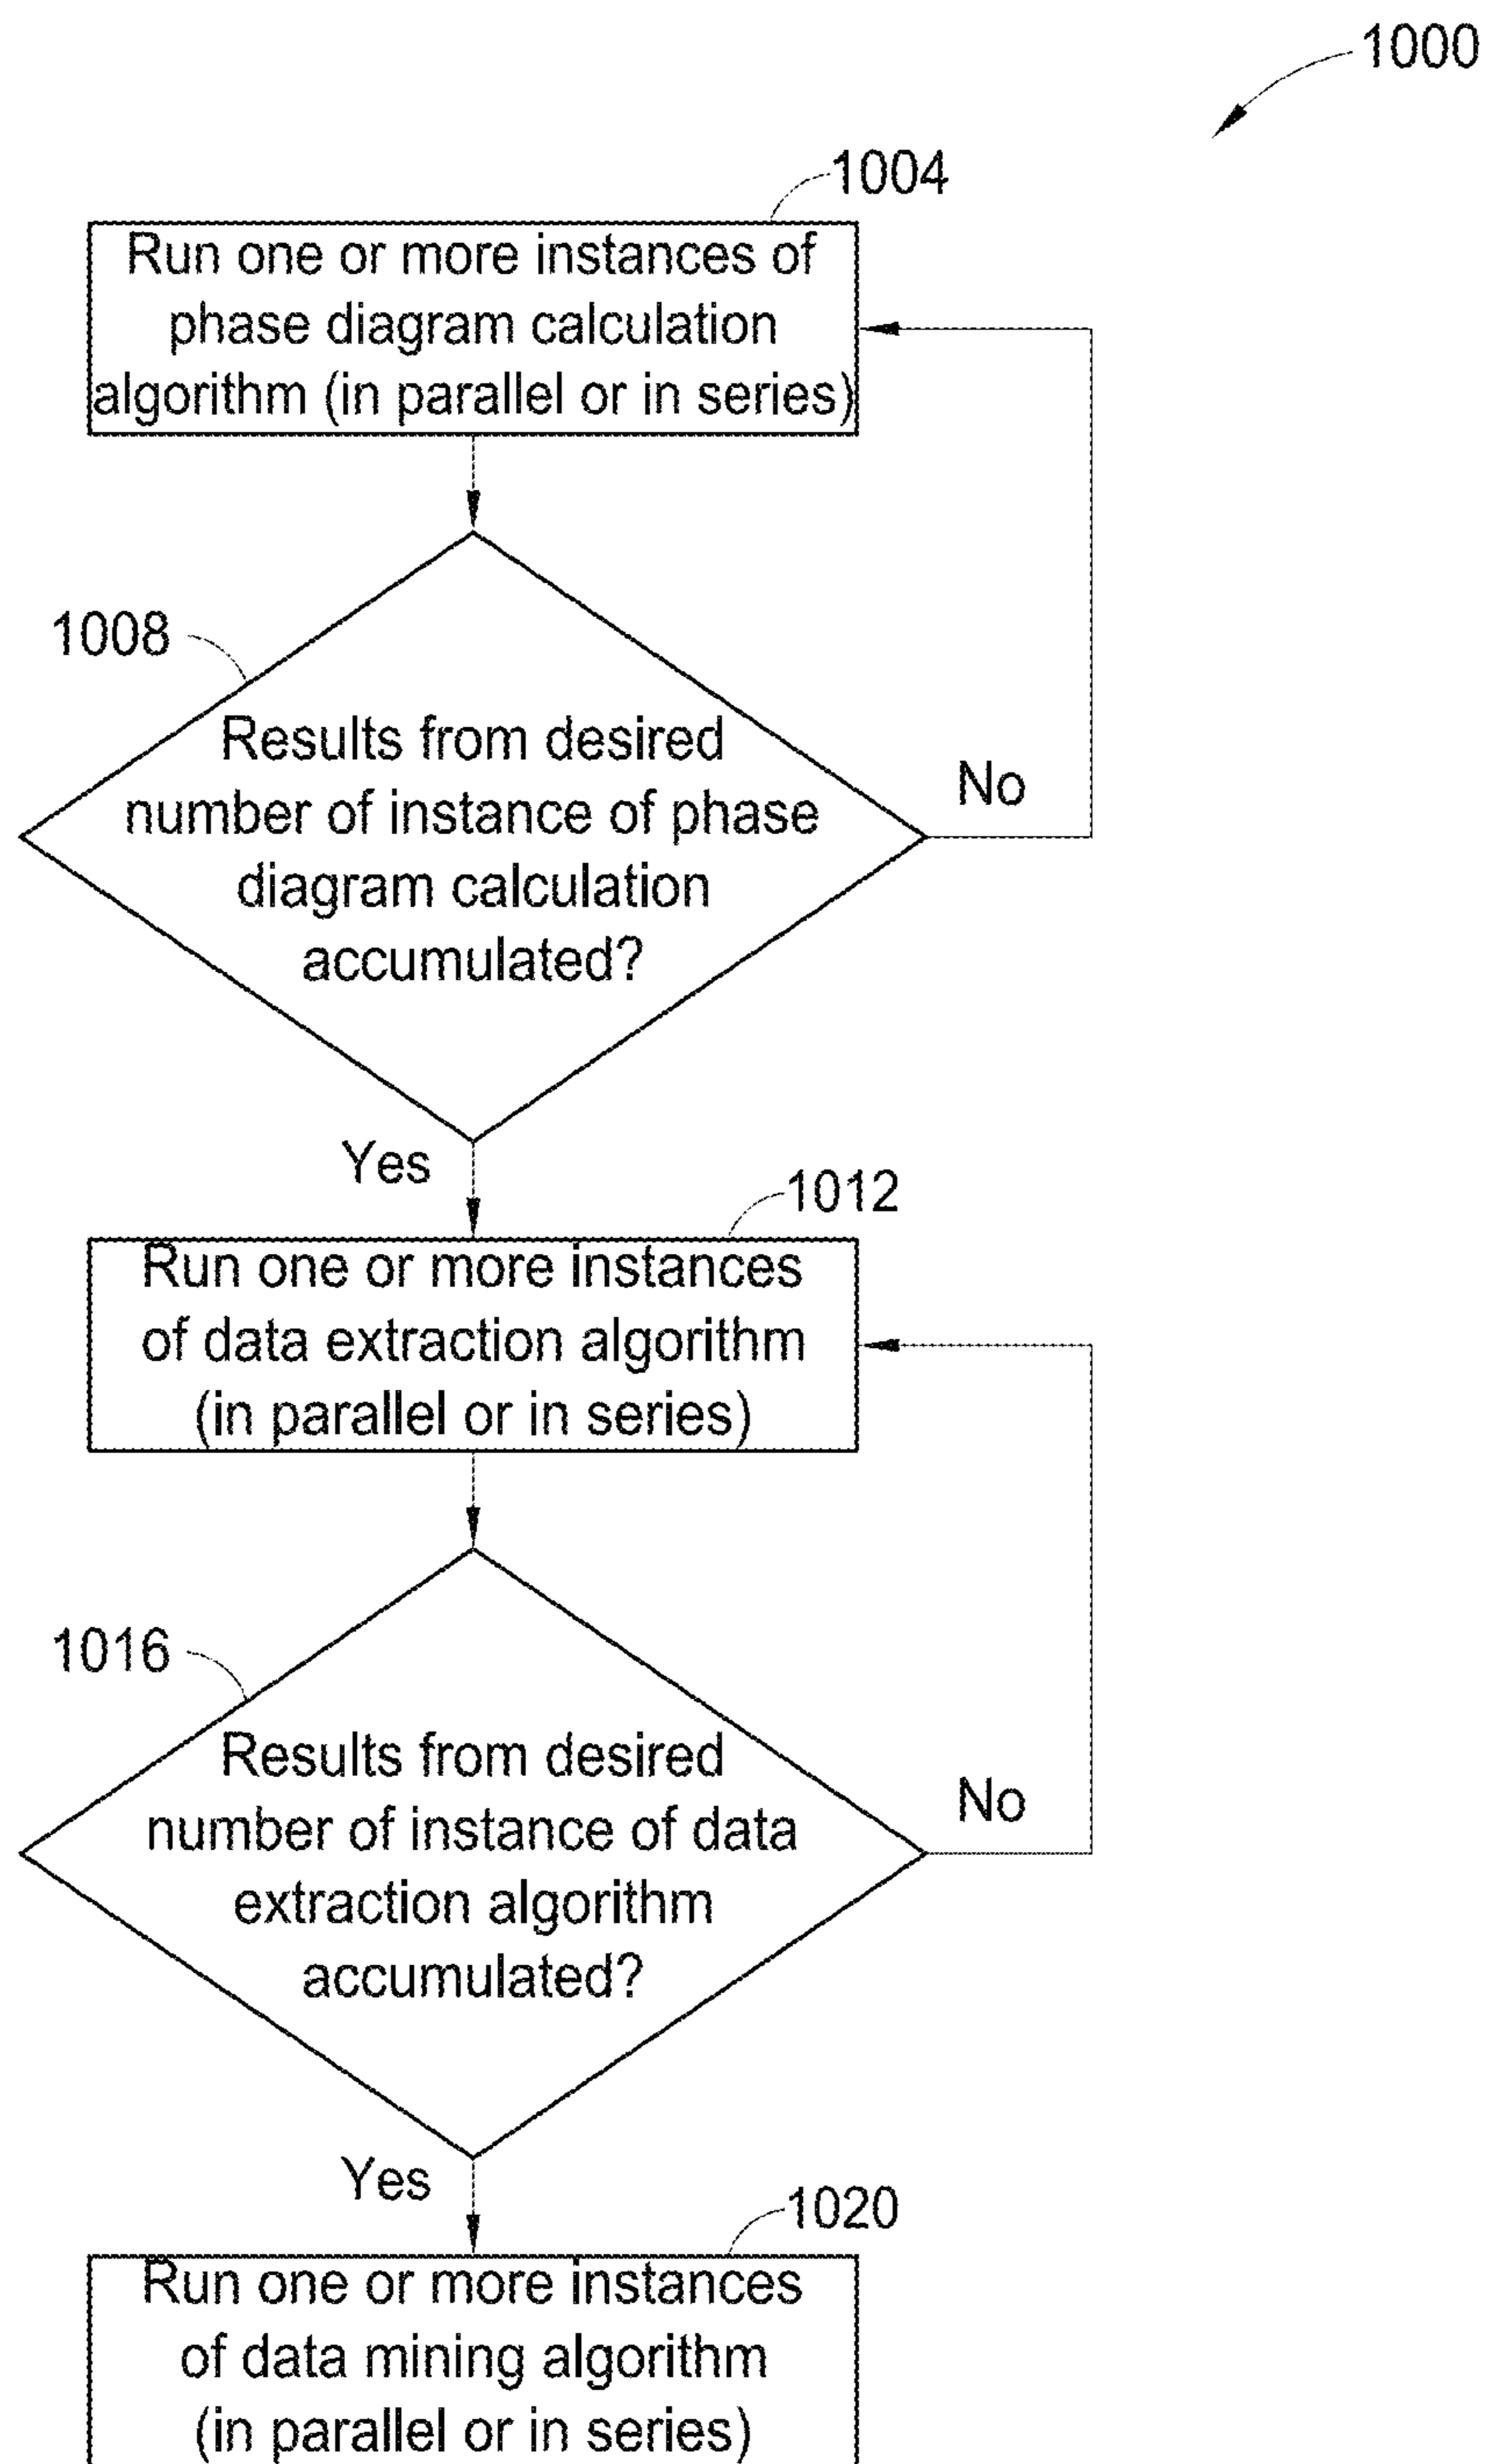 1000
1004
Run one or more instances of
phase diagram calculation
algorithm (in parallel or in series)
1008
Results from desired
number of instance of phase
diagram calculation
accumulated?
No
Yes
1012
Run one or more instances
of data extraction algorithm
(in parallel or in series)
1016
Results from desired
number of instance of data
extraction algorithm
accumulated?
No
Yes
1020
Run one or more instances
of data mining algorithm
(in parallel or in series)